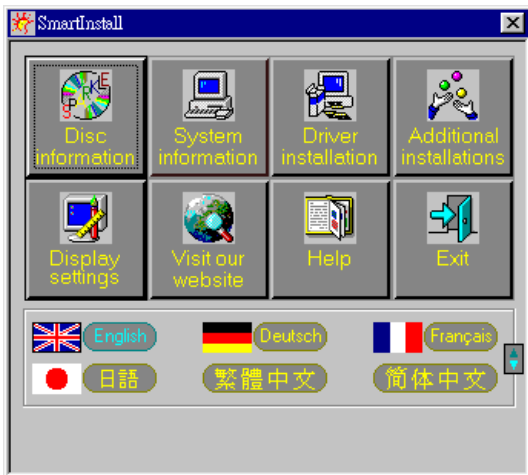 SmartInstall
SPARKLE
Disc
information
System
information
Driver
installation
Additional
installations
Display
settings
Visit our
website
Help
Exit
English
Deutsch
Français
日語
繁體中文
简体中文